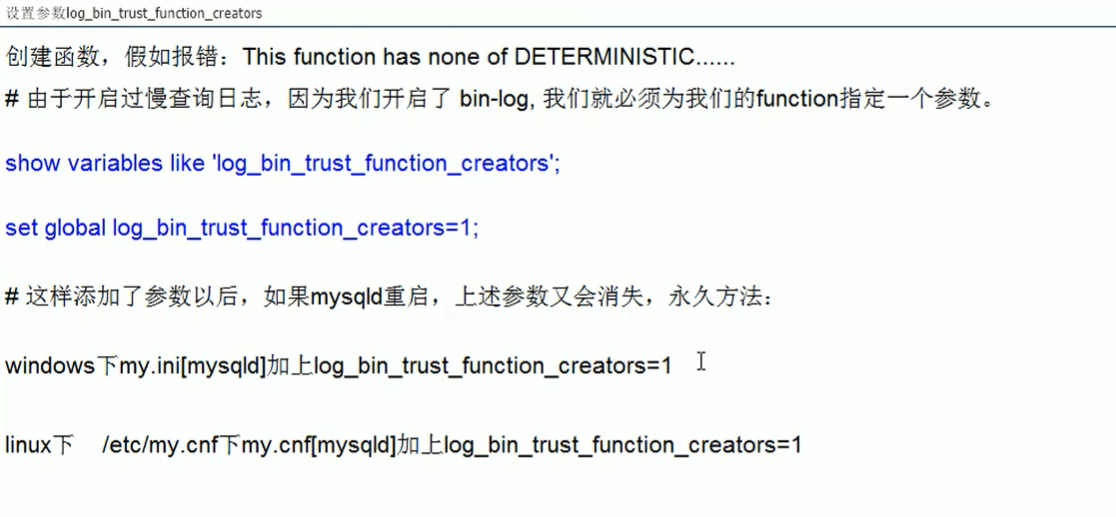 设置参数log_bin_trust_function_creators
创建函数，假如报错：This function has none of DETERMINISTIC......
# 由于开启过慢查询日志，因为我们开启了 bin-log, 我们就必须为我们的function指定一个参数。
show variables like 'log_bin_trust_function_creators';
set global log_bin_trust_function_creators=1;
# 这样添加了参数以后，如果mysqld重启，上述参数又会消失，永久方法：
windows下my.ini[mysqld]加上log_bin_trust_function_creators=1
linux下 /etc/my.cnf下my.cnf[mysqld]加上log_bin_trust_function_creators=1